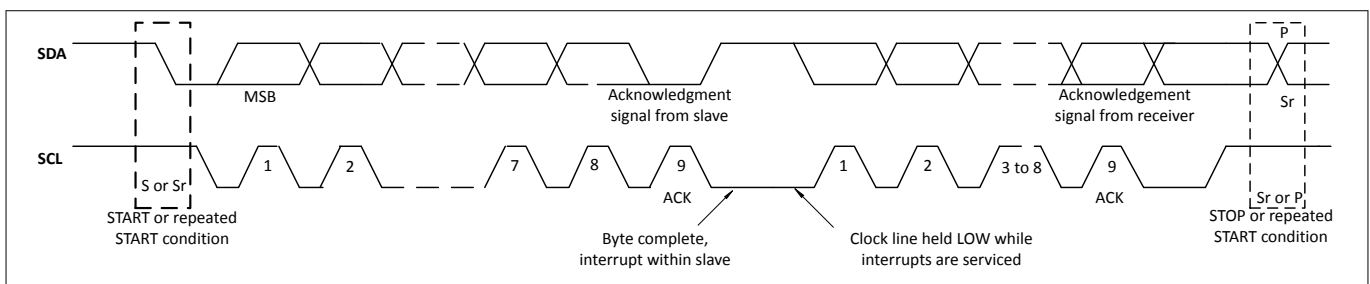 SDA
P
MSB
Acknowledgment
signal from slave
Acknowledgement
signal from receiver
Sr
SCL
1
2
7
8
9
1
2
3 to 8
9
S or Sr
ACK
ACK
Sr or P
START or repeated
START condition
Byte complete,
interrupt within slave
Clock line held LOW while
interrupts are serviced
STOP or repeated
START condition